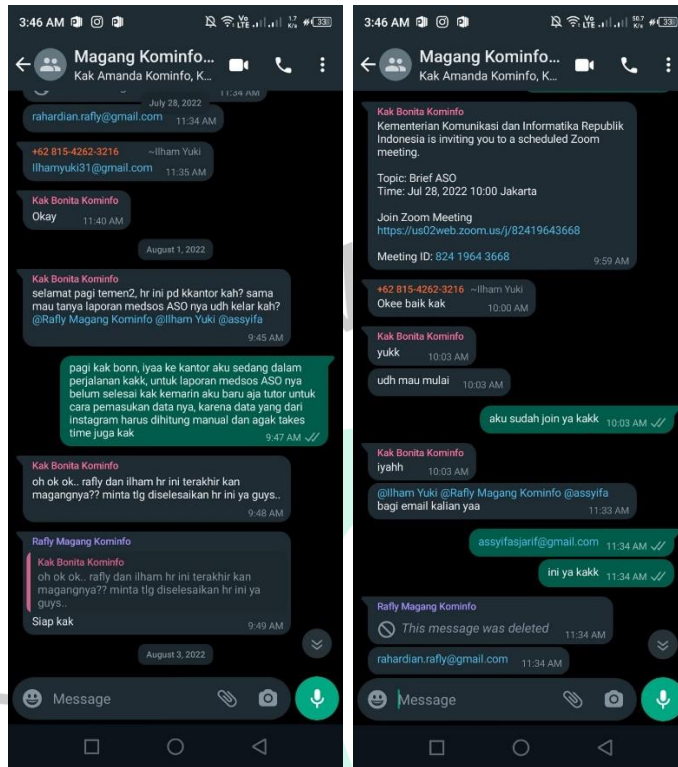 3:46 AM
Vo LTE
1.7 K/s
33
Magang Kominfo...
Kak Amanda Kominfo, K...
11:34 AM
July 28, 2022
rahardian.rafly@gmail.com 11:34 AM
+62 815-4262-3216 ~Ilham Yuki
Ilhamyuki31@gmail.com 11:35 AM
Kak Bonita Kominfo
Okay 11:40 AM
August 1, 2022
Kak Bonita Kominfo
selamat pagi temen2, hr ini pd kkantor kah? sama
mau tanya laporan medsos ASO nya udh kelar kah?
@Rafly Magang Kominfo @Ilham Yuki @assyifa
9:45 AM
pagi kak bonn, iyaa ke kantor aku sedang dalam
perjalanan kakk, untuk laporan medsos ASO nya
belum selesai kak kemarin aku baru aja tutor untuk
cara pemasukan data nya, karena data yang dari
instagram harus dihitung manual dan agak takes
time juga kak
9:47 AM
Kak Bonita Kominfo
oh ok ok.. rafly dan ilham hr ini terakhir kan
magangnya?? minta tlg diselesaikan hr ini ya guys..
9:48 AM
Rafly Magang Kominfo
Kak Bonita Kominfo
oh ok ok.. rafly dan ilham hr ini terakhir kan
magangnya?? minta tlg diselesaikan hr ini ya
guys..
Siap kak 9:49 AM
August 3, 2022
Message
3:46 AM
Vo LTE
50.7 K/s
33
Magang Kominfo...
Kak Amanda Kominfo, K...
Kak Bonita Kominfo
Kementerian Komunikasi dan Informatika Republik
Indonesia is inviting you to a scheduled Zoom
meeting.
Topic: Brief ASO
Time: Jul 28, 2022 10:00 Jakarta
Join Zoom Meeting
https://us02web.zoom.us/j/82419643668
Meeting ID: 824 1964 3668
9:59 AM
+62 815-4262-3216 ~Ilham Yuki
Okee baik kak 10:00 AM
Kak Bonita Kominfo
yukk 10:03 AM
udh mau mulai 10:03 AM
aku sudah join ya kakk 10:03 AM
Kak Bonita Kominfo
iyahh 10:03 AM
@Ilham Yuki @Rafly Magang Kominfo @assyifa
bagi email kalian yaa 11:33 AM
assyifasjarif@gmail.com 11:34 AM
ini ya kakk 11:34 AM
Rafly Magang Kominfo
This message was deleted 11:34 AM
rahardian.rafly@gmail.com 11:34 AM
Message